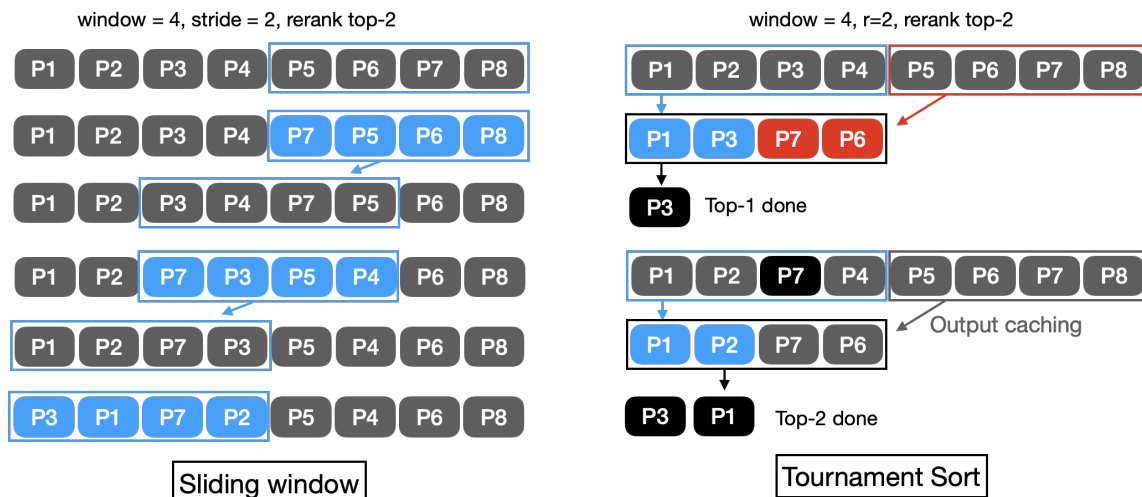 window = 4, stride = 2, rerank top-2
P1 P2 P3 P4 P5 P6 P7 P8
P1 P2 P3 P4 P7 P5 P6 P8
P1 P2 P3 P4 P7 P5 P6 P8
P1 P2 P7 P3 P5 P4 P6 P8
P1 P2 P7 P3 P5 P4 P6 P8
P3 P1 P7 P2 P5 P4 P6 P8
Sliding window
window = 4, r=2, rerank top-2
P1 P2 P3 P4 P5 P6 P7 P8
P1 P3 P7 P6
P3 Top-1 done
P1 P2 P7 P4 P5 P6 P7 P8
Output caching
P1 P2 P7 P6
P3 P1 Top-2 done
Tournament Sort